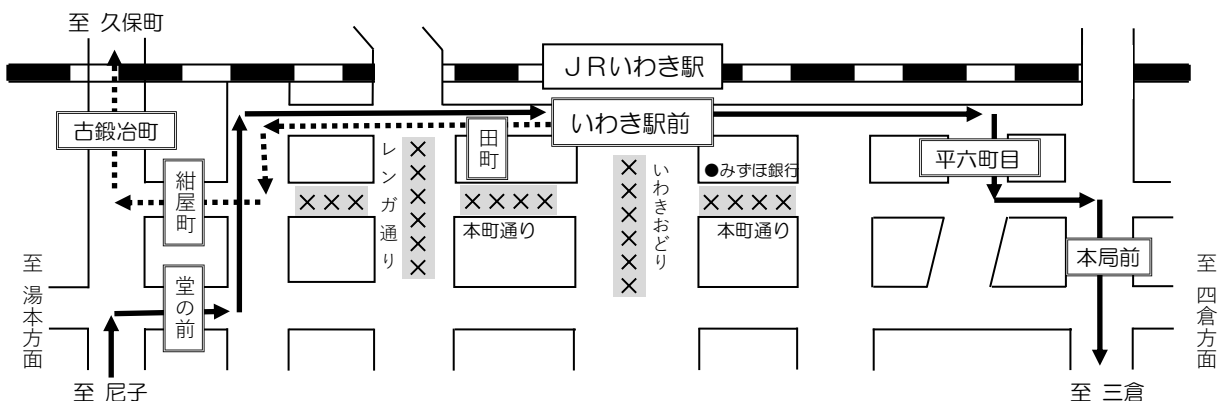 至 久保町
JRいわき駅
古鍛冶町
田町
いわき駅前
平六町目
レンガ通り
いわきおどり
●みずほ銀行
紺屋町
××××××
×××
××××
××××××
××××
本町通り
本町通り
本局前
至 湯本方面
堂の前
至 四倉方面
至 尼子
至 三倉